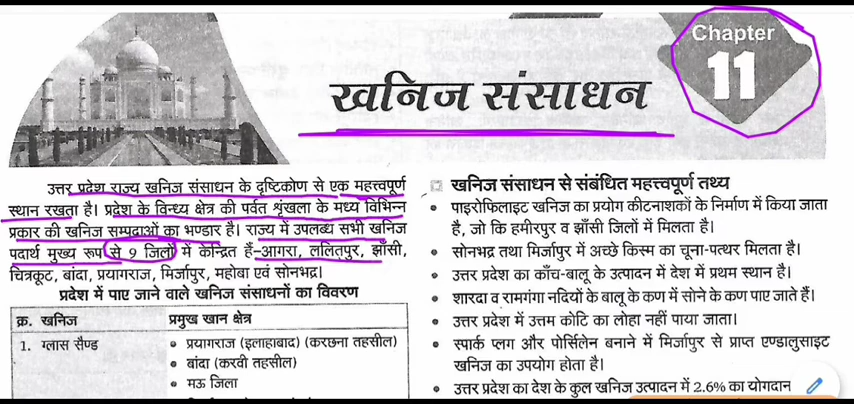 Chapter
11
खनिज संसाधन
उत्तर प्रदेश राज्य खनिज संसाधन के दृष्टिकोण से एक महत्त्वपूर्ण
स्थान रखता है। प्रदेश के विन्ध्य क्षेत्र की पर्वत शृंखला के मध्य विभिन्न
प्रकार की खनिज सम्पदाओं का भण्डार है। राज्य में उपलब्ध सभी खनिज
पदार्थ मुख्य रूप से 9 जिलों में केन्द्रित हैं–आगरा, ललितपुर, झाँसी,
चित्रकूट, बांदा, प्रयागराज, मिर्जापुर, महोबा एवं सोनभद्र।
प्रदेश में पाए जाने वाले खनिज संसाधनों का विवरण
क्र. खनिज प्रमुख खान क्षेत्र
1. ग्लास सैण्ड • प्रयागराज (इलाहाबाद) (करछना तहसील)
• बांदा (करवी तहसील)
• मऊ जिला
खनिज संसाधन से संबंधित महत्त्वपूर्ण तथ्य
• पाइरोफिलाइट खनिज का प्रयोग कीटनाशकों के निर्माण में किया जाता
है, जो कि हमीरपुर व झाँसी जिलों में मिलता है।
• सोनभद्र तथा मिर्जापुर में अच्छे किस्म का चूना-पत्थर मिलता है।
• उत्तर प्रदेश का काँच-बालू के उत्पादन में देश में प्रथम स्थान है।
• शारदा व रामगंगा नदियों के बालू के कण में सोने के कण पाए जाते हैं।
• उत्तर प्रदेश में उत्तम कोटि का लोहा नहीं पाया जाता।
• स्पार्क प्लग और पोर्सिलेन बनाने में मिर्जापुर से प्राप्त एण्डालुसाइट
खनिज का उपयोग होता है।
• उत्तर प्रदेश का देश के कुल खनिज उत्पादन में 2.6% का योगदान